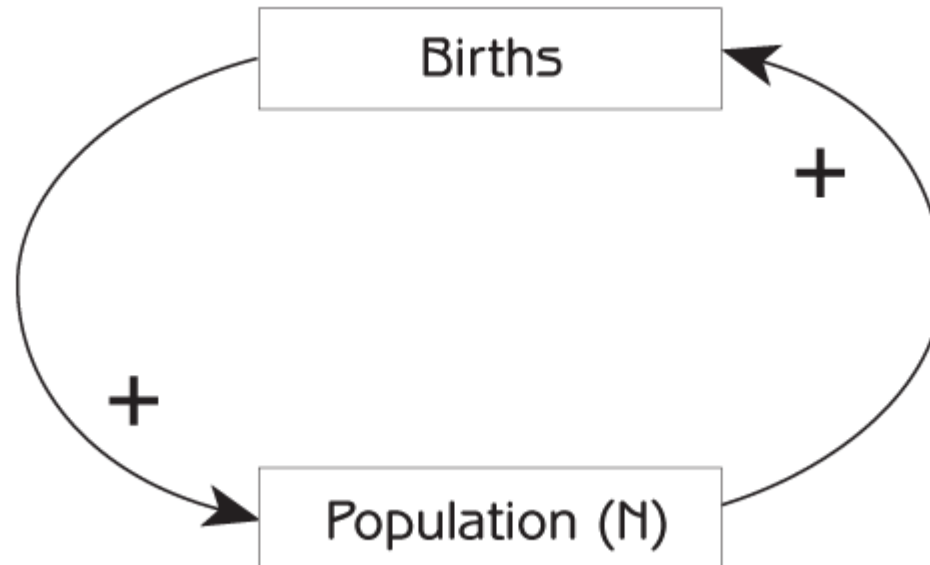 Births
+
+
Population (N)